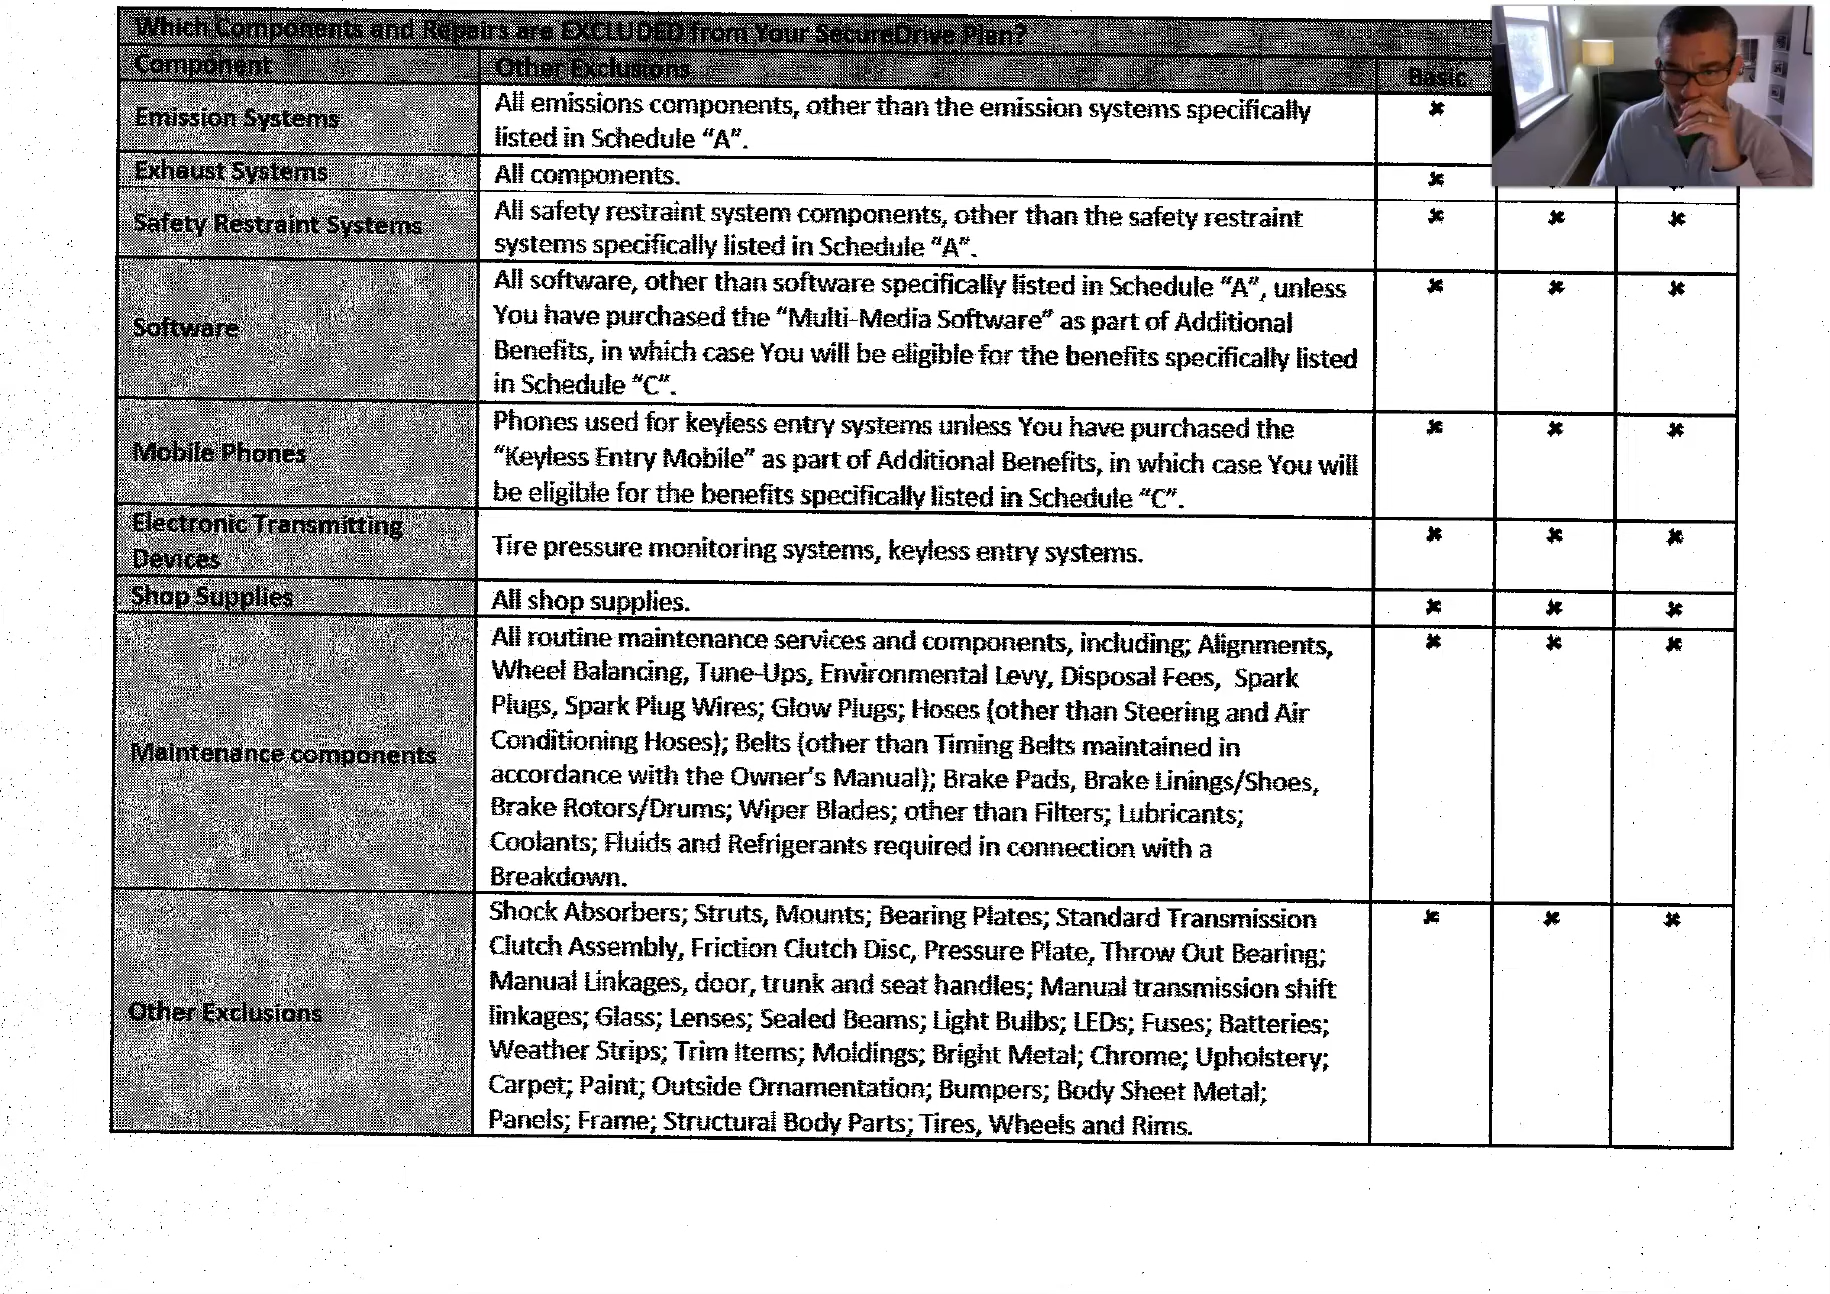 Which Components and Repairs are EXCLUDED from Your SecureDrive Plan?
Component
Other Exclusions
Basic
Emission Systems
All emissions components, other than the emission systems specifically
listed in Schedule “A”.
Exhaust Systems
All components.
Safety Restraint Systems
All safety restraint system components, other than the safety restraint
systems specifically listed in Schedule “A”.
Software
All software, other than software specifically listed in Schedule “A”, unless
You have purchased the “Multi-Media Software” as part of Additional
Benefits, in which case You will be eligible for the benefits specifically listed
in Schedule “C”.
Mobile Phones
Phones used for keyless entry systems unless You have purchased the
“Keyless Entry Mobile” as part of Additional Benefits, in which case You will
be eligible for the benefits specifically listed in Schedule “C”.
Electronic Transmitting
Devices
Tire pressure monitoring systems, keyless entry systems.
Shop Supplies
All shop supplies.
Maintenance components
All routine maintenance services and components, including; Alignments,
Wheel Balancing, Tune-Ups, Environmental Levy, Disposal Fees, Spark
Plugs, Spark Plug Wires; Glow Plugs; Hoses (other than Steering and Air
Conditioning Hoses); Belts (other than Timing Belts maintained in
accordance with the Owner’s Manual); Brake Pads, Brake Linings/Shoes,
Brake Rotors/Drums; Wiper Blades; other than Filters; Lubricants;
Coolants; Fluids and Refrigerants required in connection with a
Breakdown.
Other Exclusions
Shock Absorbers; Struts, Mounts; Bearing Plates; Standard Transmission
Clutch Assembly, Friction Clutch Disc, Pressure Plate, Throw Out Bearing;
Manual Linkages, door, trunk and seat handles; Manual transmission shift
linkages; Glass; Lenses; Sealed Beams; Light Bulbs; LEDs; Fuses; Batteries;
Weather Strips; Trim Items; Moldings; Bright Metal; Chrome; Upholstery;
Carpet; Paint; Outside Ornamentation; Bumpers; Body Sheet Metal;
Panels; Frame; Structural Body Parts; Tires, Wheels and Rims.